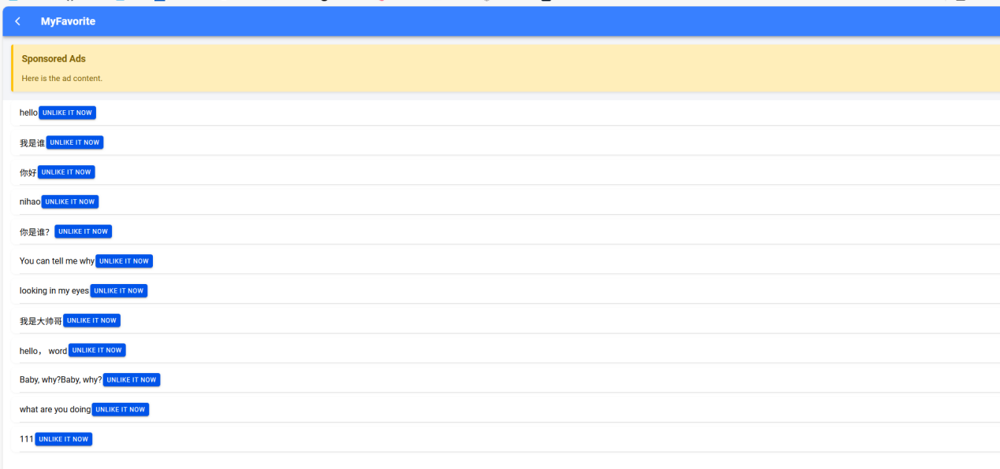 MyFavorite
Sponsored Ads
Here is the ad content.
hello UNLIKE IT NOW
我是谁 UNLIKE IT NOW
你好 UNLIKE IT NOW
nihao UNLIKE IT NOW
你是谁？ UNLIKE IT NOW
You can tell me why UNLIKE IT NOW
looking in my eyes UNLIKE IT NOW
我是大帅哥 UNLIKE IT NOW
hello， word UNLIKE IT NOW
Baby, why?Baby, why? UNLIKE IT NOW
what are you doing UNLIKE IT NOW
111 UNLIKE IT NOW